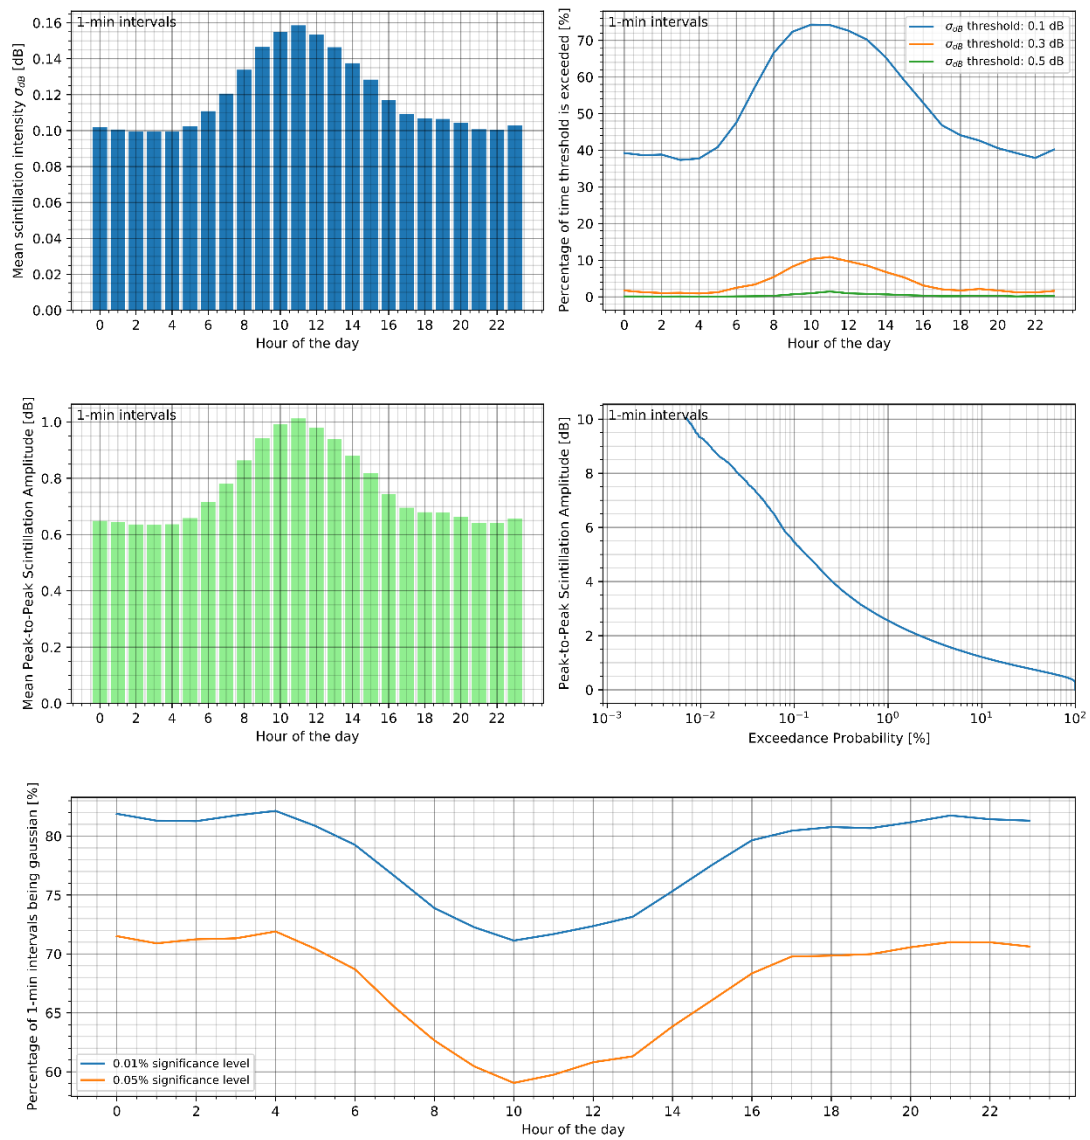 1-min intervals
Mean scintillation intensity σdB [dB]
0.16
0.14
0.12
0.10
0.08
0.06
0.04
0.02
0.00
0 2 4 6 8 10 12 14 16 18 20 22
Hour of the day
1-min intervals
Percentage of time threshold is exceeded [%]
σdB threshold: 0.1 dB
σdB threshold: 0.3 dB
σdB threshold: 0.5 dB
70
60
50
40
30
20
10
0
0 2 4 6 8 10 12 14 16 18 20 22
Hour of the day
1-min intervals
Mean Peak-to-Peak Scintillation Amplitude [dB]
1.0
0.8
0.6
0.4
0.2
0.0
0 2 4 6 8 10 12 14 16 18 20 22
Hour of the day
1-min intervals
Peak-to-Peak Scintillation Amplitude [dB]
10
8
6
4
2
0
10⁻³ 10⁻² 10⁻¹ 10⁰ 10¹ 10²
Exceedance Probability [%]
Percentage of 1-min intervals being gaussian [%]
80
75
70
65
60
0.01% significance level
0.05% significance level
0 2 4 6 8 10 12 14 16 18 20 22
Hour of the day